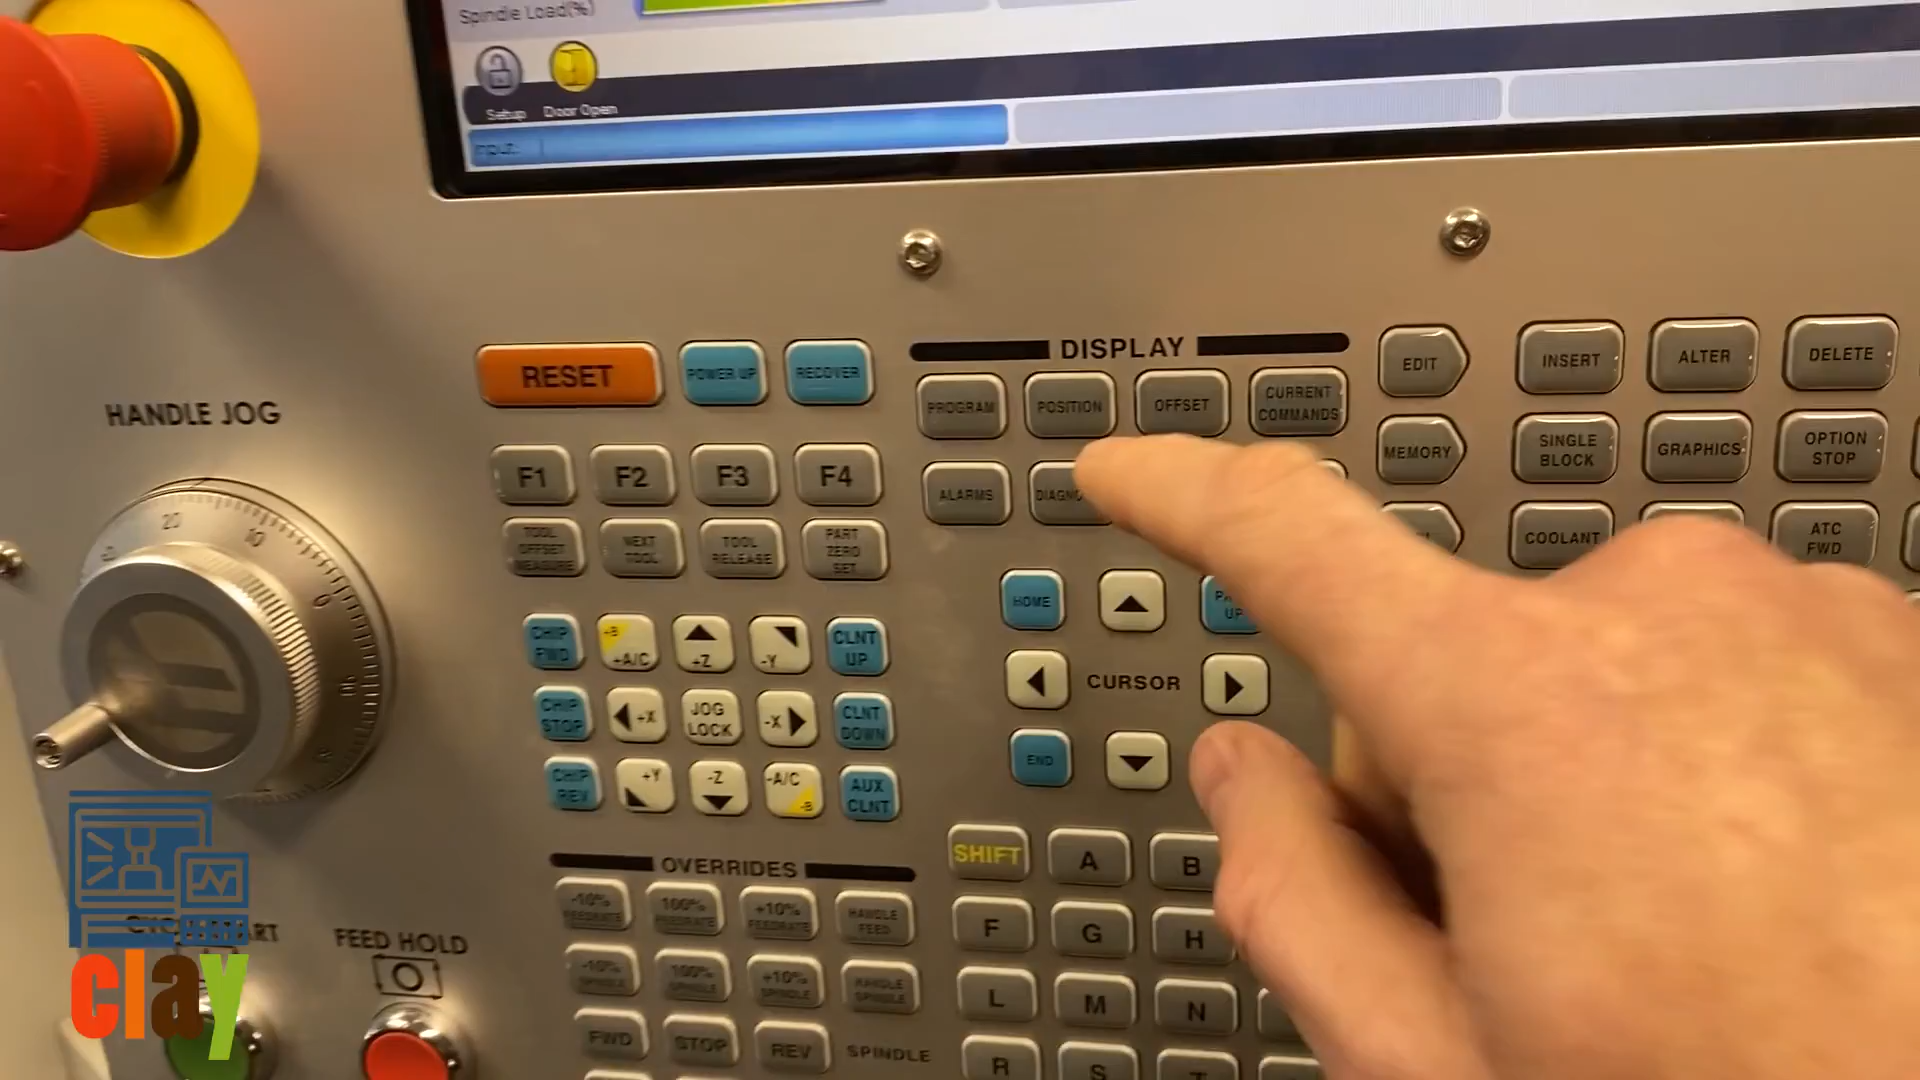 Spindle Load(%)
Setup Door Open
Input:
DISPLAY
RESET POWER UP RECOVER
PROGRAM POSITION OFFSET CURRENT COMMANDS
EDIT INSERT ALTER DELETE
HANDLE JOG
F1 F2 F3 F4
ALARMS
MEMORY SINGLE BLOCK GRAPHICS OPTION STOP
TOOL OFFSET MEASURE NEXT TOOL TOOL RELEASE PART ZERO SET
COOLANT ATC FWD
20 10 0
HOME UP
CHIP FWD +B +A/C +Z -Y CLNT UP
CURSOR
CHIP STOP +X JOG LOCK -X CLNT DOWN
END
CHIP REV +Y -Z -A/C -B AUX CLNT
OVERRIDES
SHIFT A B
-10% FEEDRATE 100% FEEDRATE +10% FEEDRATE HANDLE FEED
F G H
FEED HOLD
-10% SPINDLE 100% SPINDLE +10% SPINDLE HANDLE SPINDLE
L M N
FWD STOP REV SPINDLE
R S T
clay